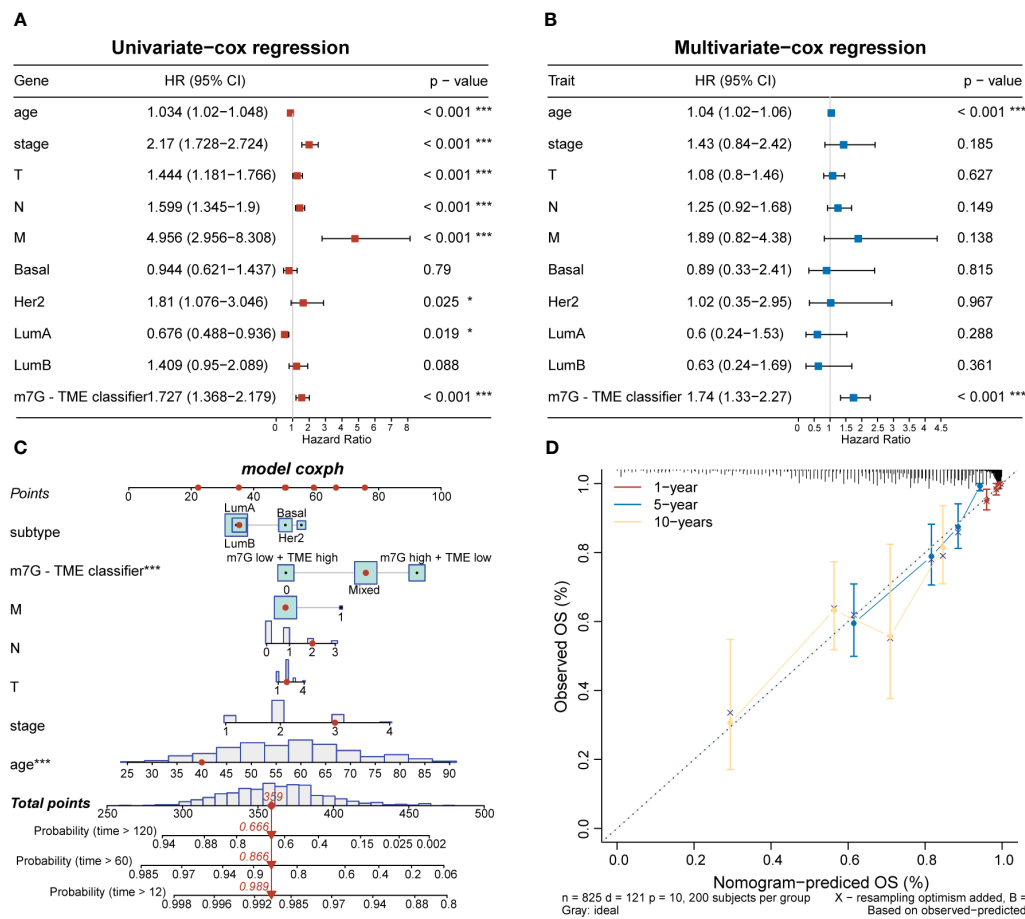 A
Univariate−cox regression
Gene HR (95% CI) p − value
age 1.034 (1.02−1.048) < 0.001 ***
stage 2.17 (1.728−2.724) < 0.001 ***
T 1.444 (1.181−1.766) < 0.001 ***
N 1.599 (1.345−1.9) < 0.001 ***
M 4.956 (2.956−8.308) < 0.001 ***
Basal 0.944 (0.621−1.437) 0.79
Her2 1.81 (1.076−3.046) 0.025 *
LumA 0.676 (0.488−0.936) 0.019 *
LumB 1.409 (0.95−2.089) 0.088
m7G - TME classifier 1.727 (1.368−2.179) < 0.001 ***
0 1 2 3 4 5 6 7 8
Hazard Ratio
B
Multivariate−cox regression
Trait HR (95% CI) p − value
age 1.04 (1.02−1.06) < 0.001 ***
stage 1.43 (0.84−2.42) 0.185
T 1.08 (0.8−1.46) 0.627
N 1.25 (0.92−1.68) 0.149
M 1.89 (0.82−4.38) 0.138
Basal 0.89 (0.33−2.41) 0.815
Her2 1.02 (0.35−2.95) 0.967
LumA 0.6 (0.24−1.53) 0.288
LumB 0.63 (0.24−1.69) 0.361
m7G - TME classifier 1.74 (1.33−2.27) < 0.001 ***
0 0.5 1 1.5 2 2.5 3 3.5 4 4.5
Hazard Ratio
C
model coxph
Points 0 20 40 60 80 100
LumA Basal
subtype
LumB Her2
m7G low + TME high m7G high + TME low
m7G - TME classifier***
0 Mixed
M 1
N
0 1 2 3
T
1 4
stage
1 2 3 4
age***
25 30 35 40 45 50 55 60 65 70 75 80 85 90
Total points 359
250 300 350 400 450 500
0.666
Probability (time > 120)
0.94 0.9 0.8 0.6 0.4 0.15 0.025 0.002
0.866
Probability (time > 60)
0.985 0.97 0.94 0.9 0.8 0.6 0.4 0.2 0.06
0.989
Probability (time > 12)
0.998 0.996 0.992 0.985 0.97 0.94 0.9 0.8
D
1-year
5-year
10-years
Observed OS (%)
1.0
0.8
0.6
0.4
0.2
0.0
0.0 0.2 0.4 0.6 0.8 1.0
Nomogram-prediced OS (%)
n = 825 d = 121 p = 10, 200 subjects per group X − resampling optimism added, B =
Gray: ideal Based on observed-predicted